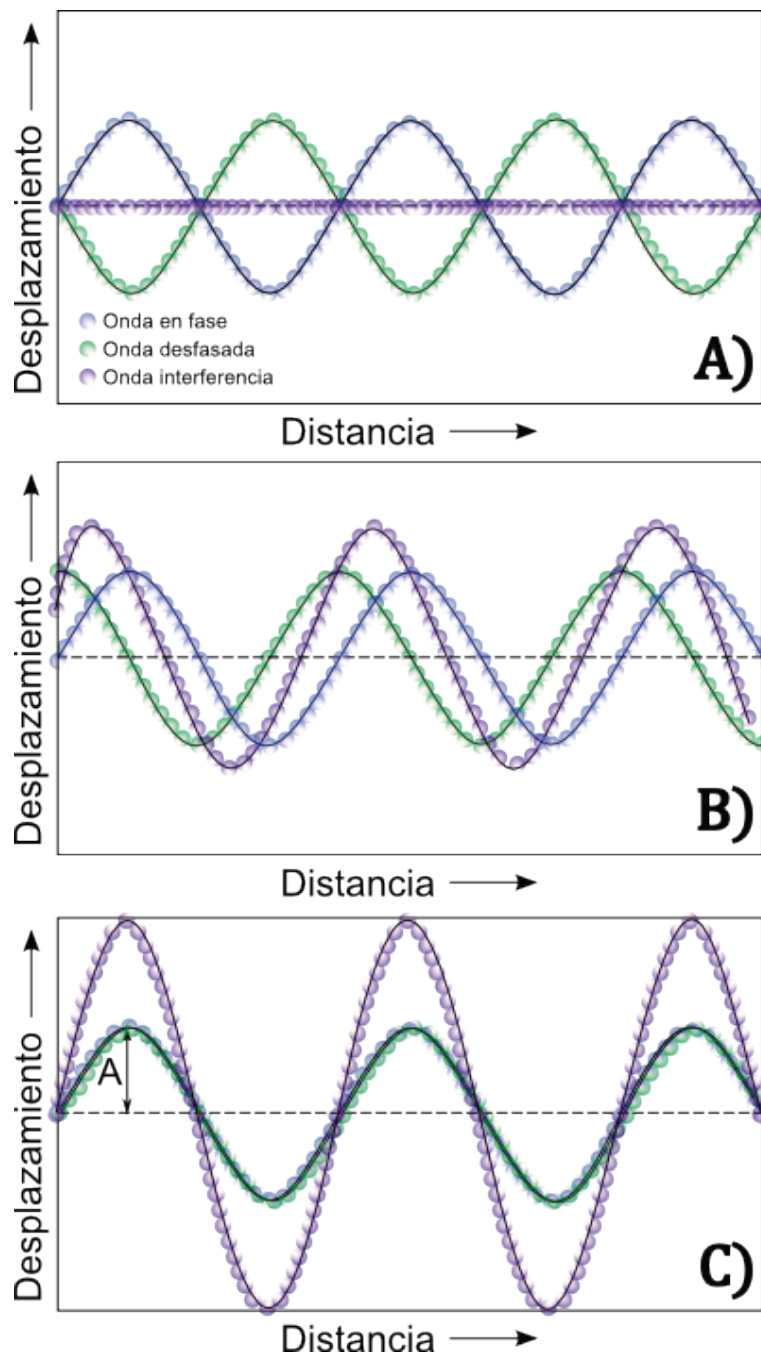 Desplazamiento
Onda en fase
Onda desfasada
Onda interferencia
A)
Distancia
Desplazamiento
B)
Distancia
Desplazamiento
A
C)
Distancia